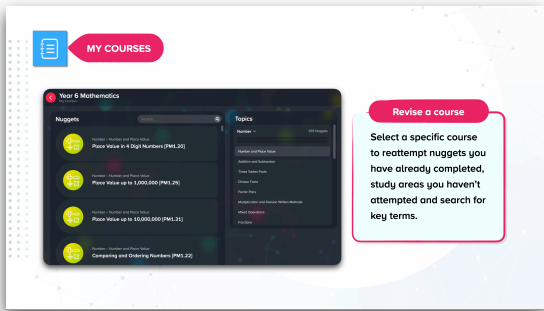 MY COURSES
Year 6 Mathematics
My Courses
Nuggets
Search
Number - Number and Place Value
Place Value in 4 Digit Numbers [PM1.20]
Number - Number and Place Value
Place Value up to 1,000,000 [PM1.25]
Number - Number and Place Value
Place Value up to 10,000,000 [PM1.31]
Number - Number and Place Value
Comparing and Ordering Numbers [PM1.22]
Topics
Number
Nuggets
Number and Place Value
Addition and Subtraction
Times Tables Facts
Division Facts
Factor Pairs
Multiplication and Division Written Methods
Mixed Operations
Fractions
Revise a course
Select a specific course
to reattempt nuggets you
have already completed,
study areas you haven't
attempted and search for
key terms.